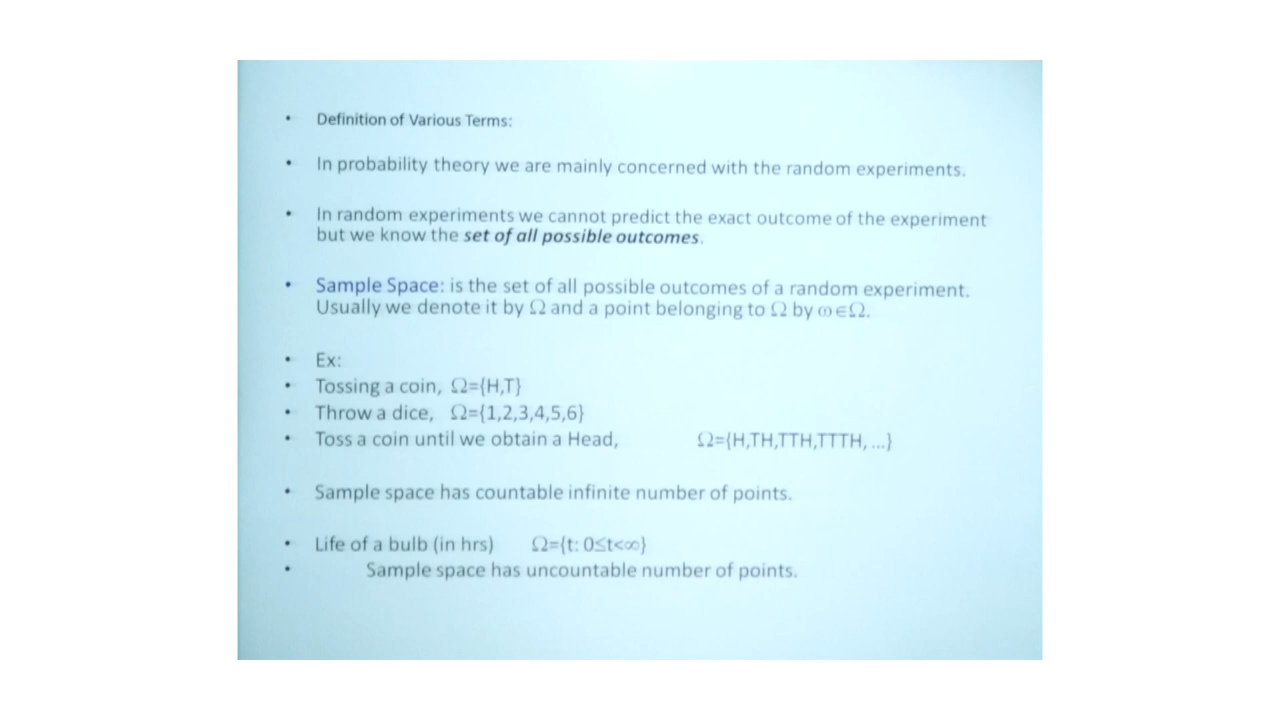 • Definition of Various Terms:
• In probability theory we are mainly concerned with the random experiments.
• In random experiments we cannot predict the exact outcome of the experiment
but we know the set of all possible outcomes.
• Sample Space: is the set of all possible outcomes of a random experiment.
Usually we denote it by Ω and a point belonging to Ω by ω∈Ω.
• Ex:
• Tossing a coin, Ω={H,T}
• Throw a dice, Ω={1,2,3,4,5,6}
• Toss a coin until we obtain a Head, Ω={H,TH,TTH,TTTH, ...}
• Sample space has countable infinite number of points.
• Life of a bulb (in hrs) Ω={t: 0≤t<∞}
• Sample space has uncountable number of points.